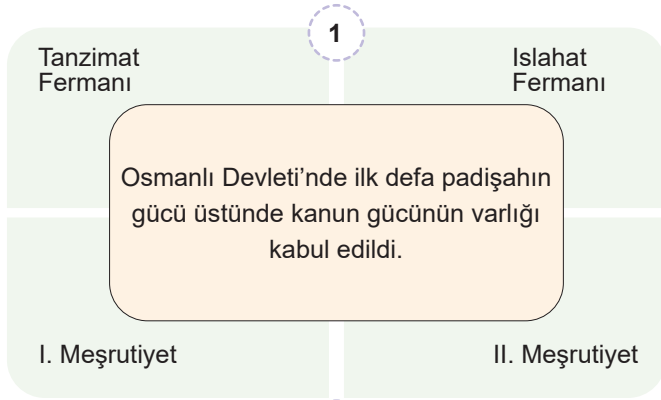 1
Tanzimat
Fermanı
Islahat
Fermanı
Osmanlı Devleti’nde ilk defa padişahın
gücü üstünde kanun gücünün varlığı
kabul edildi.
I. Meşrutiyet
II. Meşrutiyet